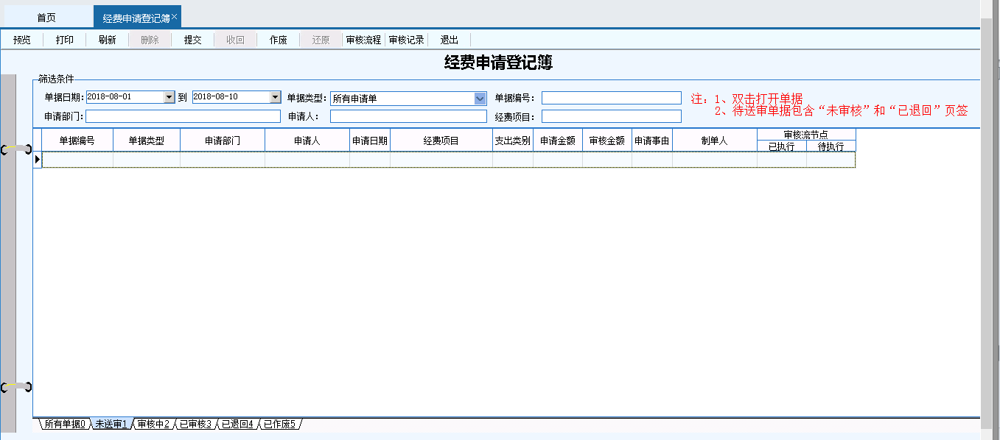 首页 经费申请登记簿×
预览 打印 刷新 删除 提交 收回 作废 还原 审核流程 审核记录 退出
经费申请登记簿
筛选条件
单据日期: 2018-08-01 到 2018-08-10 单据类型: 所有申请单 单据编号: 注: 1、双击打开单据
申请部门: 申请人: 经费项目: 2、待送审单据包含“未审核”和“已退回”页签
单据编号 单据类型 申请部门 申请人 申请日期 经费项目 支出类别 申请金额 审核金额 申请事由 制单人 审核流节点
已执行 待执行
所有单据0 未送审1 审核中2 已审核3 已退回4 已作废5